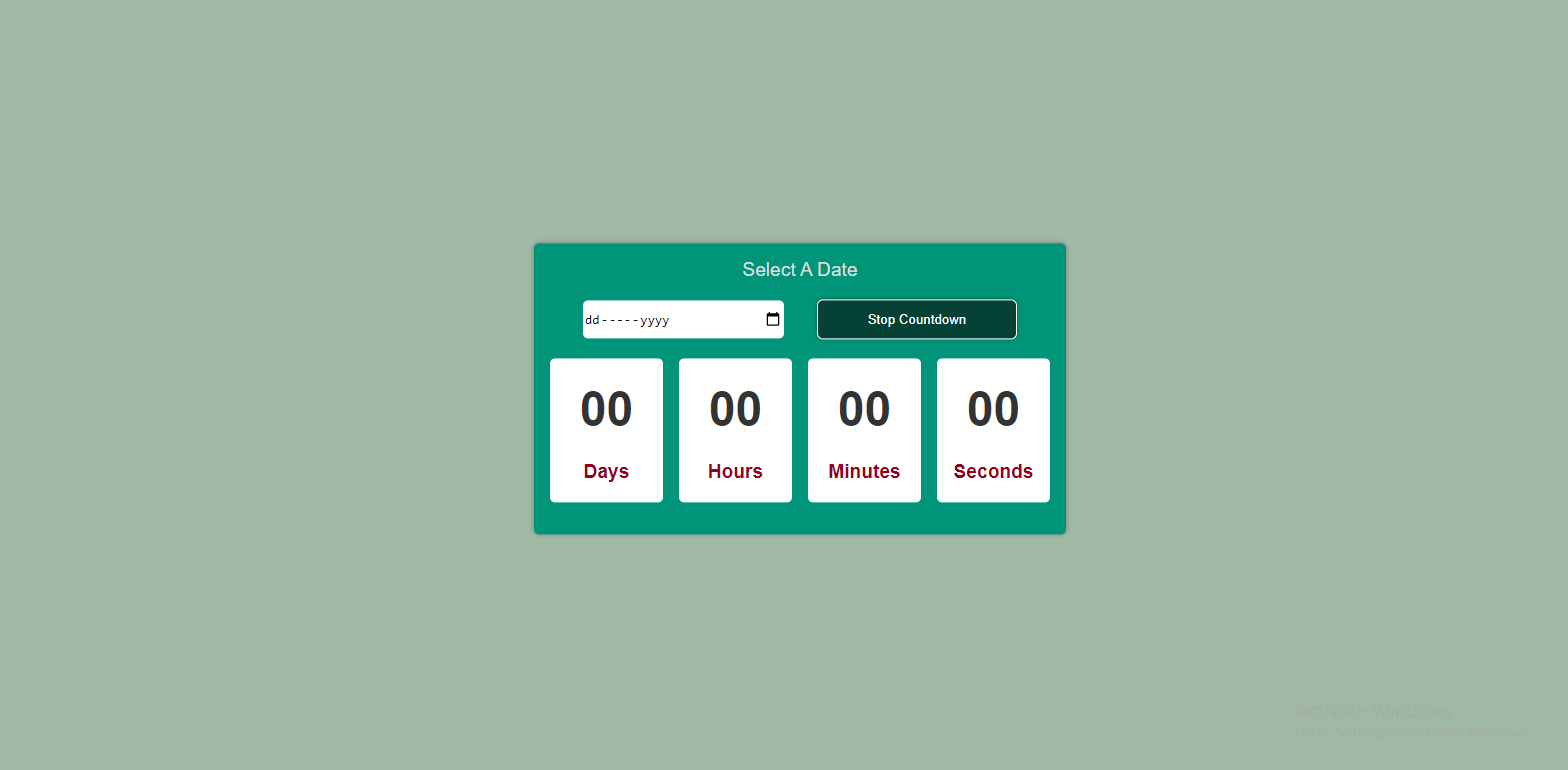 Select A Date
dd-----yyyy
Stop Countdown
00 00 00 00
Days Hours Minutes Seconds
Activate Windows
Go to Settings to activate Windows.